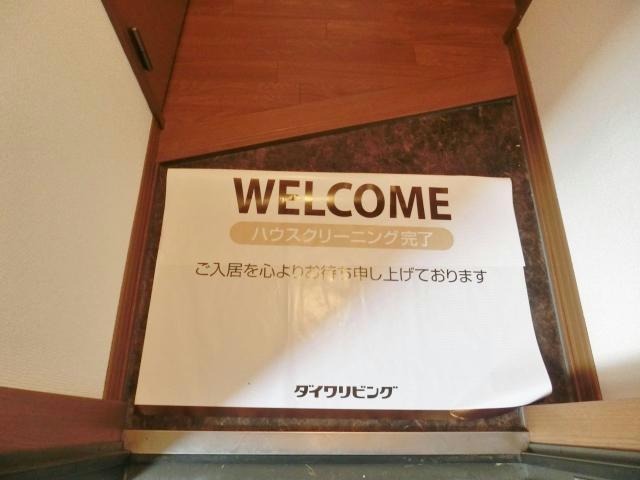 WELCOME
ハウスクリーニング完了
ご入居を心よりお待ち申し上げております
ダイワリビング